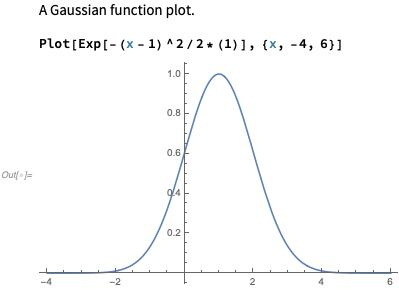 A Gaussian function plot.
Plot[Exp[-(x - 1)^2/2*(1)], {x, -4, 6}]
1.0
0.8
0.6
Out[◦]=
0.4
0.2
-4 -2 2 4 6